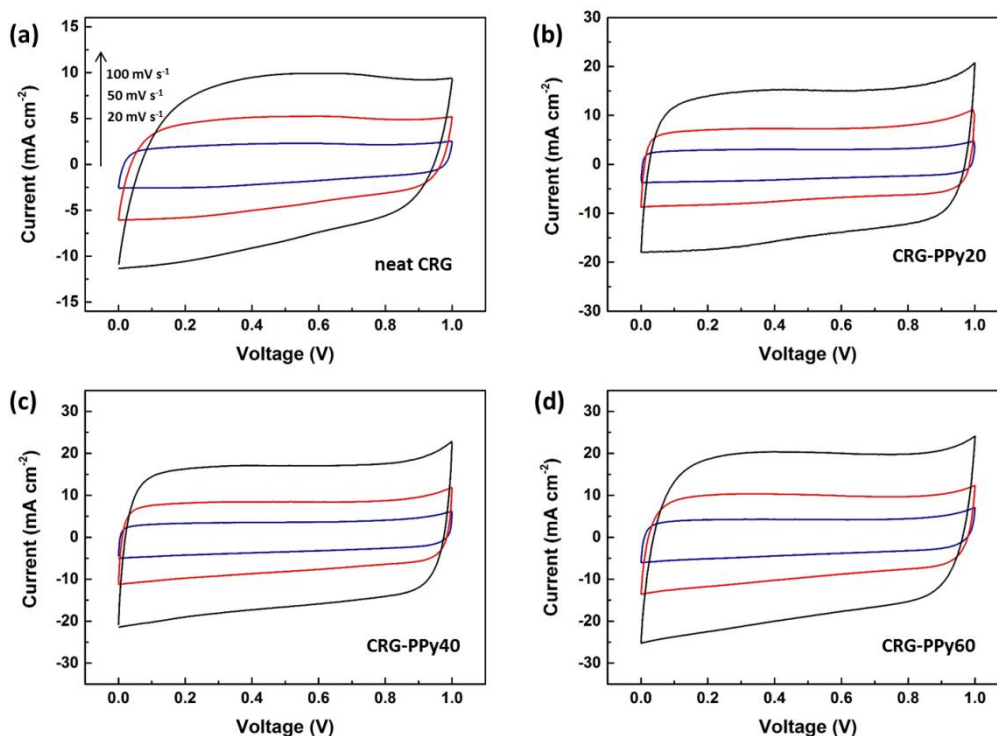 (a)
15
10
5
0
-5
-10
-15
Current (mA cm⁻²)
100 mV s⁻¹
50 mV s⁻¹
20 mV s⁻¹
neat CRG
0.0 0.2 0.4 0.6 0.8 1.0
Voltage (V)
(b)
30
20
10
0
-10
-20
-30
Current (mA cm⁻²)
CRG-PPy20
0.0 0.2 0.4 0.6 0.8 1.0
Voltage (V)
(c)
30
20
10
0
-10
-20
-30
Current (mA cm⁻²)
CRG-PPy40
0.0 0.2 0.4 0.6 0.8 1.0
Voltage (V)
(d)
30
20
10
0
-10
-20
-30
Current (mA cm⁻²)
CRG-PPy60
0.0 0.2 0.4 0.6 0.8 1.0
Voltage (V)